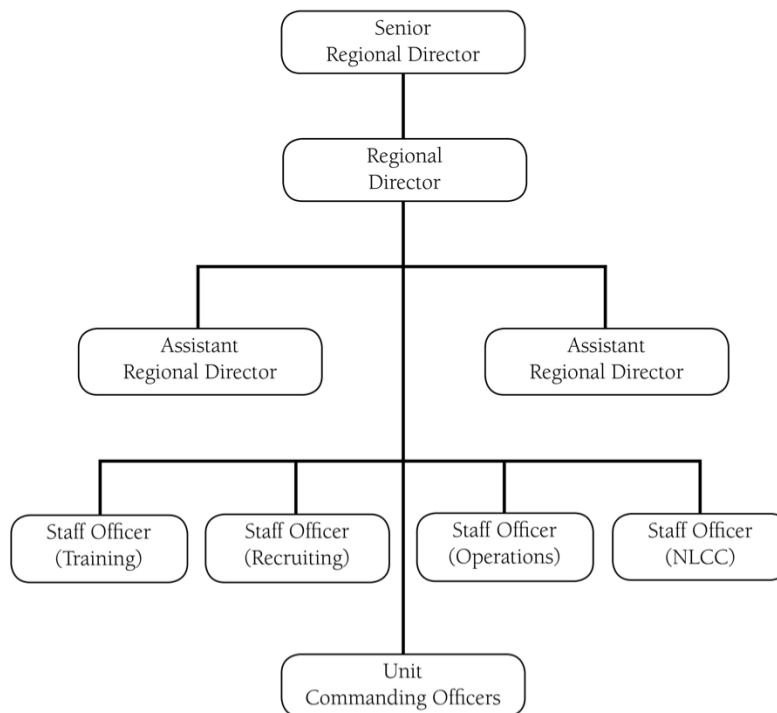 Senior
Regional Director
Regional
Director
Assistant
Regional Director
Assistant
Regional Director
Staff Officer
(Training)
Staff Officer
(Recruiting)
Staff Officer
(Operations)
Staff Officer
(NLCC)
Unit
Commanding Officers